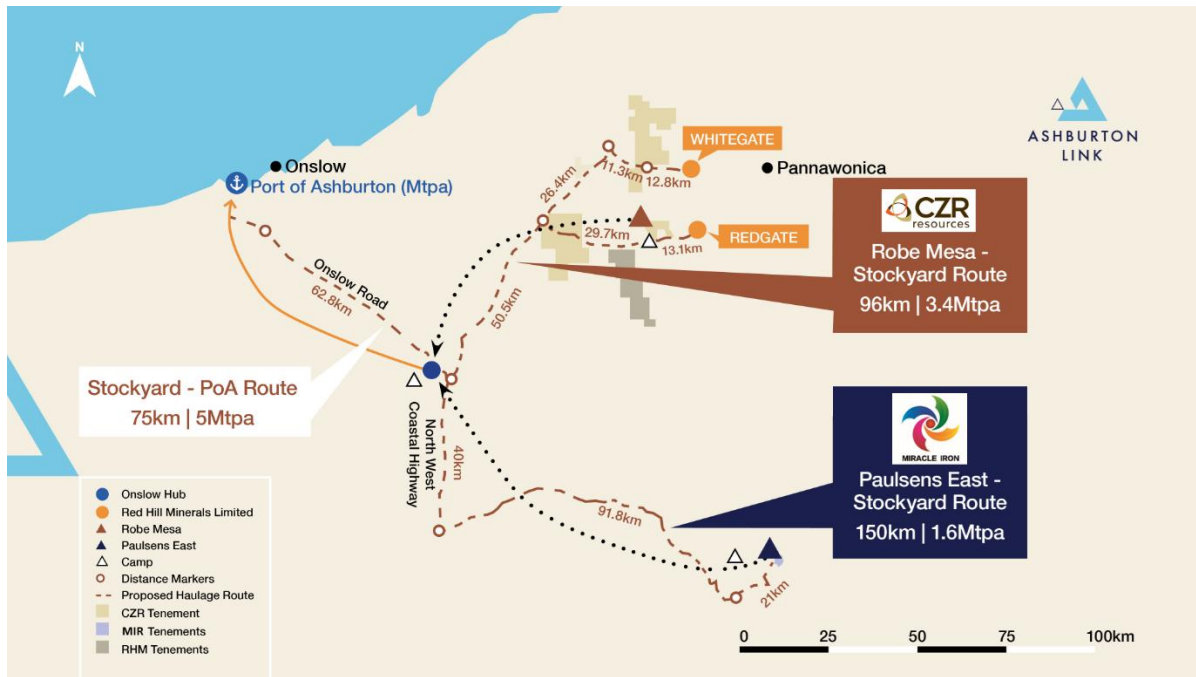 N
ASHBURTON
LINK
Onslow
Port of Ashburton (Mtpa)
WHITEGATE
Pannawonica
11.3km
12.8km
26.4km
29.7km
13.1km
REDGATE
CZR
resources
Robe Mesa -
Stockyard Route
96km | 3.4Mtpa
Onslow Road
62.8km
50.5km
Stockyard - PoA Route
75km | 5Mtpa
North West
Coastal Highway
40km
91.8km
21km
MIRACLE IRON
Paulsens East -
Stockyard Route
150km | 1.6Mtpa
Onslow Hub
Red Hill Minerals Limited
Robe Mesa
Paulsens East
Camp
Distance Markers
Proposed Haulage Route
CZR Tenement
MIR Tenements
RHM Tenements
0 25 50 75 100km